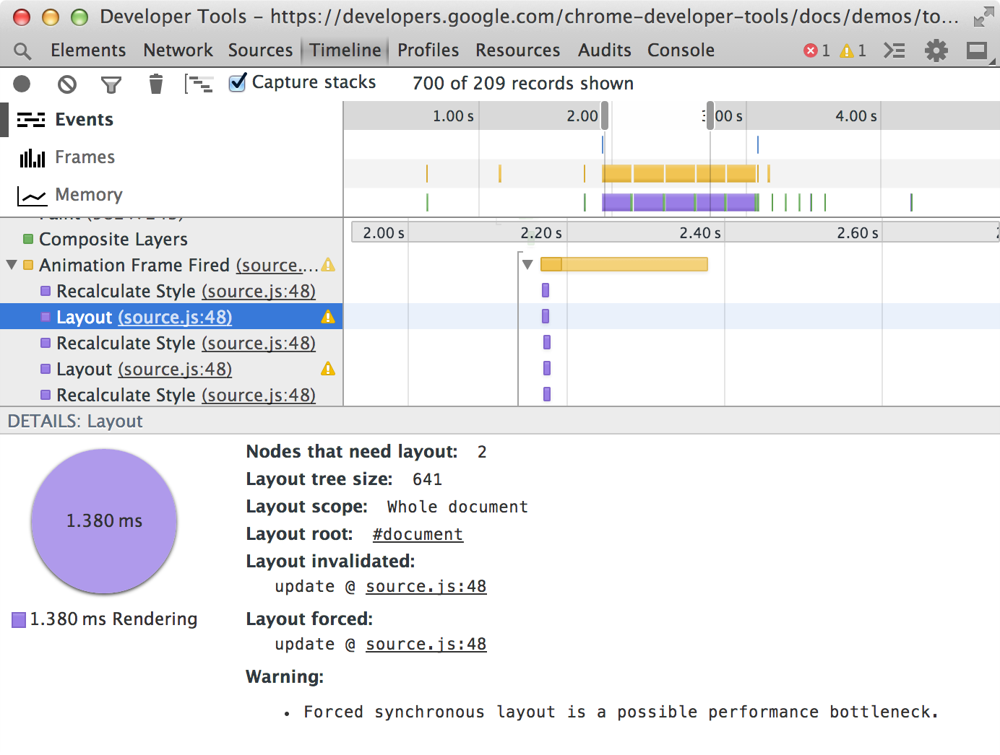 Developer Tools - https://developers.google.com/chrome-developer-tools/docs/demos/to...
Elements Network Sources Timeline Profiles Resources Audits Console 1 1
Capture stacks 700 of 209 records shown
Events 1.00 s 2.00 3.00 s 4.00 s
Frames
Memory
Composite Layers 2.00 s 2.20 s 2.40 s 2.60 s
Animation Frame Fired (source....
Recalculate Style (source.js:48)
Layout (source.js:48)
Recalculate Style (source.js:48)
Layout (source.js:48)
Recalculate Style (source.js:48)
DETAILS: Layout
Nodes that need layout: 2
Layout tree size: 641
Layout scope: Whole document
1.380 ms
Layout root: #document
Layout invalidated:
update @ source.js:48
1.380 ms Rendering
Layout forced:
update @ source.js:48
Warning:
• Forced synchronous layout is a possible performance bottleneck.